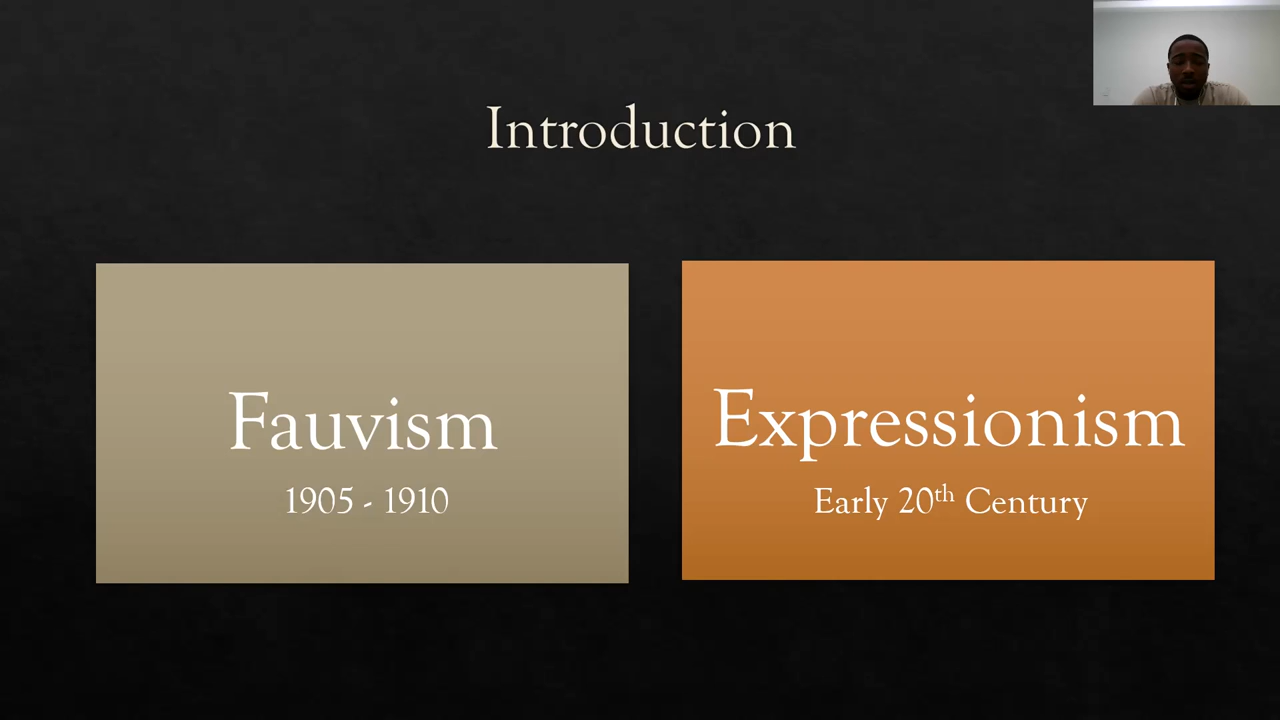 Introduction
Fauvism
1905 - 1910
Expressionism
Early 20th Century